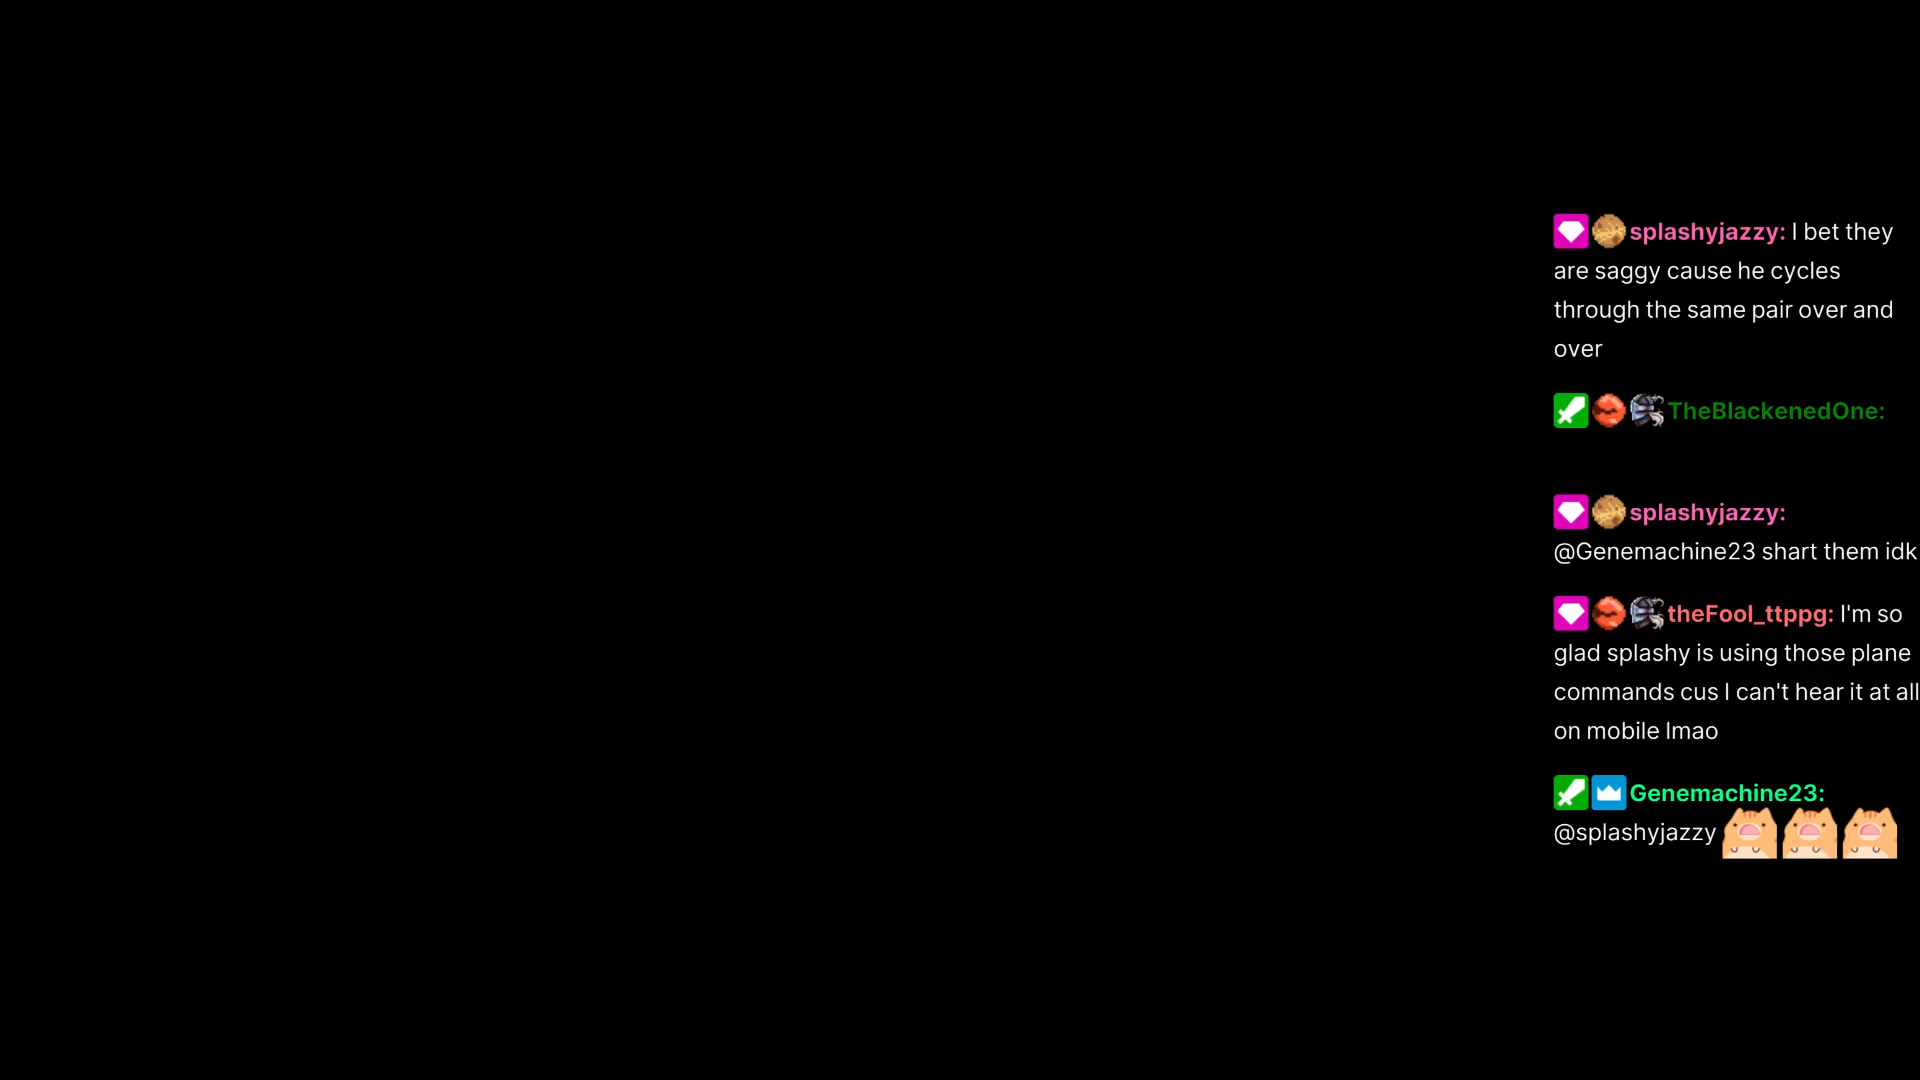 splashyjazzy: I bet they
are saggy cause he cycles
through the same pair over and
over
TheBlackenedOne:
splashyjazzy:
@Genemachine23 shart them idk
theFool_ttppg: I'm so
glad splashy is using those plane
commands cus I can't hear it at all
on mobile lmao
Genemachine23:
@splashyjazzy